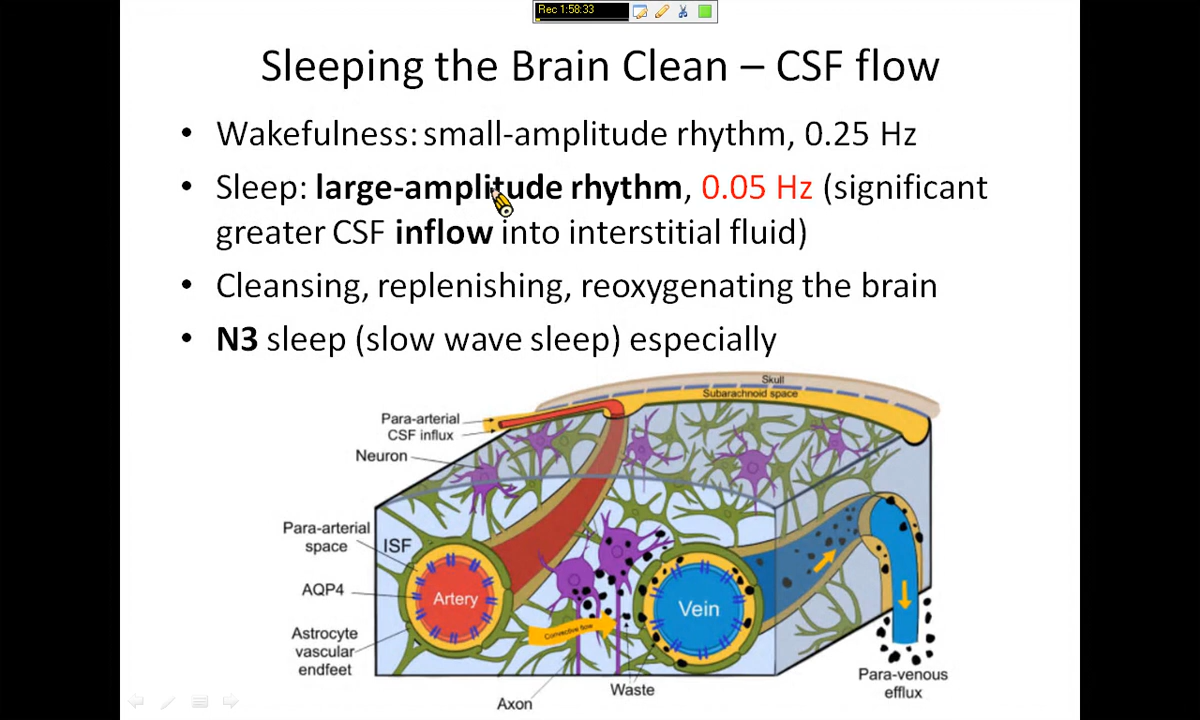 Rec 1:58:33
Sleeping the Brain Clean – CSF flow
• Wakefulness: small-amplitude rhythm, 0.25 Hz
• Sleep: large-amplitude rhythm, 0.05 Hz (significant
greater CSF inflow into interstitial fluid)
• Cleansing, replenishing, reoxygenating the brain
• N3 sleep (slow wave sleep) especially
Skull
Subarachnoid space
Para-arterial
CSF influx
Neuron
Para-arterial
space
ISF
AQP4
Artery
Vein
Astrocyte
vascular
endfeet
Convective flow
Axon
Waste
Para-venous
efflux